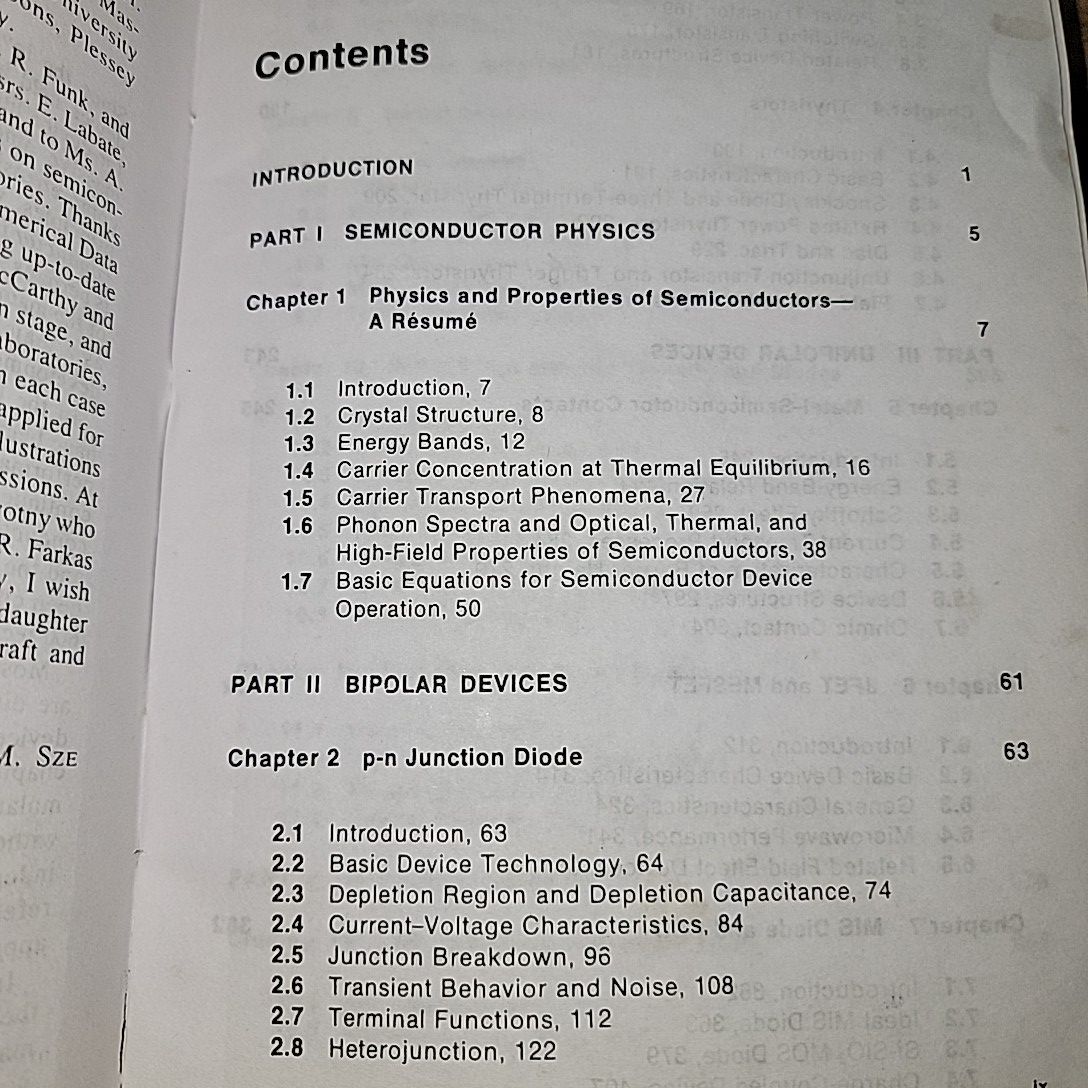 Mas-
niversity
ons, Plessey
y.
R. Funk, and
srs. E. Labate,
and to Ms. A.
on semicon-
ories. Thanks
merical Data
g up-to-date
cCarthy and
n stage, and
aboratories,
n each case
applied for
lustrations
ssions. At
otny who
R. Farkas
y, I wish
daughter
raft and
M. SZE
Contents
INTRODUCTION 1
PART I SEMICONDUCTOR PHYSICS 5
Chapter 1 Physics and Properties of Semiconductors—
A Résumé 7
1.1 Introduction, 7
1.2 Crystal Structure, 8
1.3 Energy Bands, 12
1.4 Carrier Concentration at Thermal Equilibrium, 16
1.5 Carrier Transport Phenomena, 27
1.6 Phonon Spectra and Optical, Thermal, and
High-Field Properties of Semiconductors, 38
1.7 Basic Equations for Semiconductor Device
Operation, 50
PART II BIPOLAR DEVICES 61
Chapter 2 p-n Junction Diode 63
2.1 Introduction, 63
2.2 Basic Device Technology, 64
2.3 Depletion Region and Depletion Capacitance, 74
2.4 Current–Voltage Characteristics, 84
2.5 Junction Breakdown, 96
2.6 Transient Behavior and Noise, 108
2.7 Terminal Functions, 112
2.8 Heterojunction, 122
ix